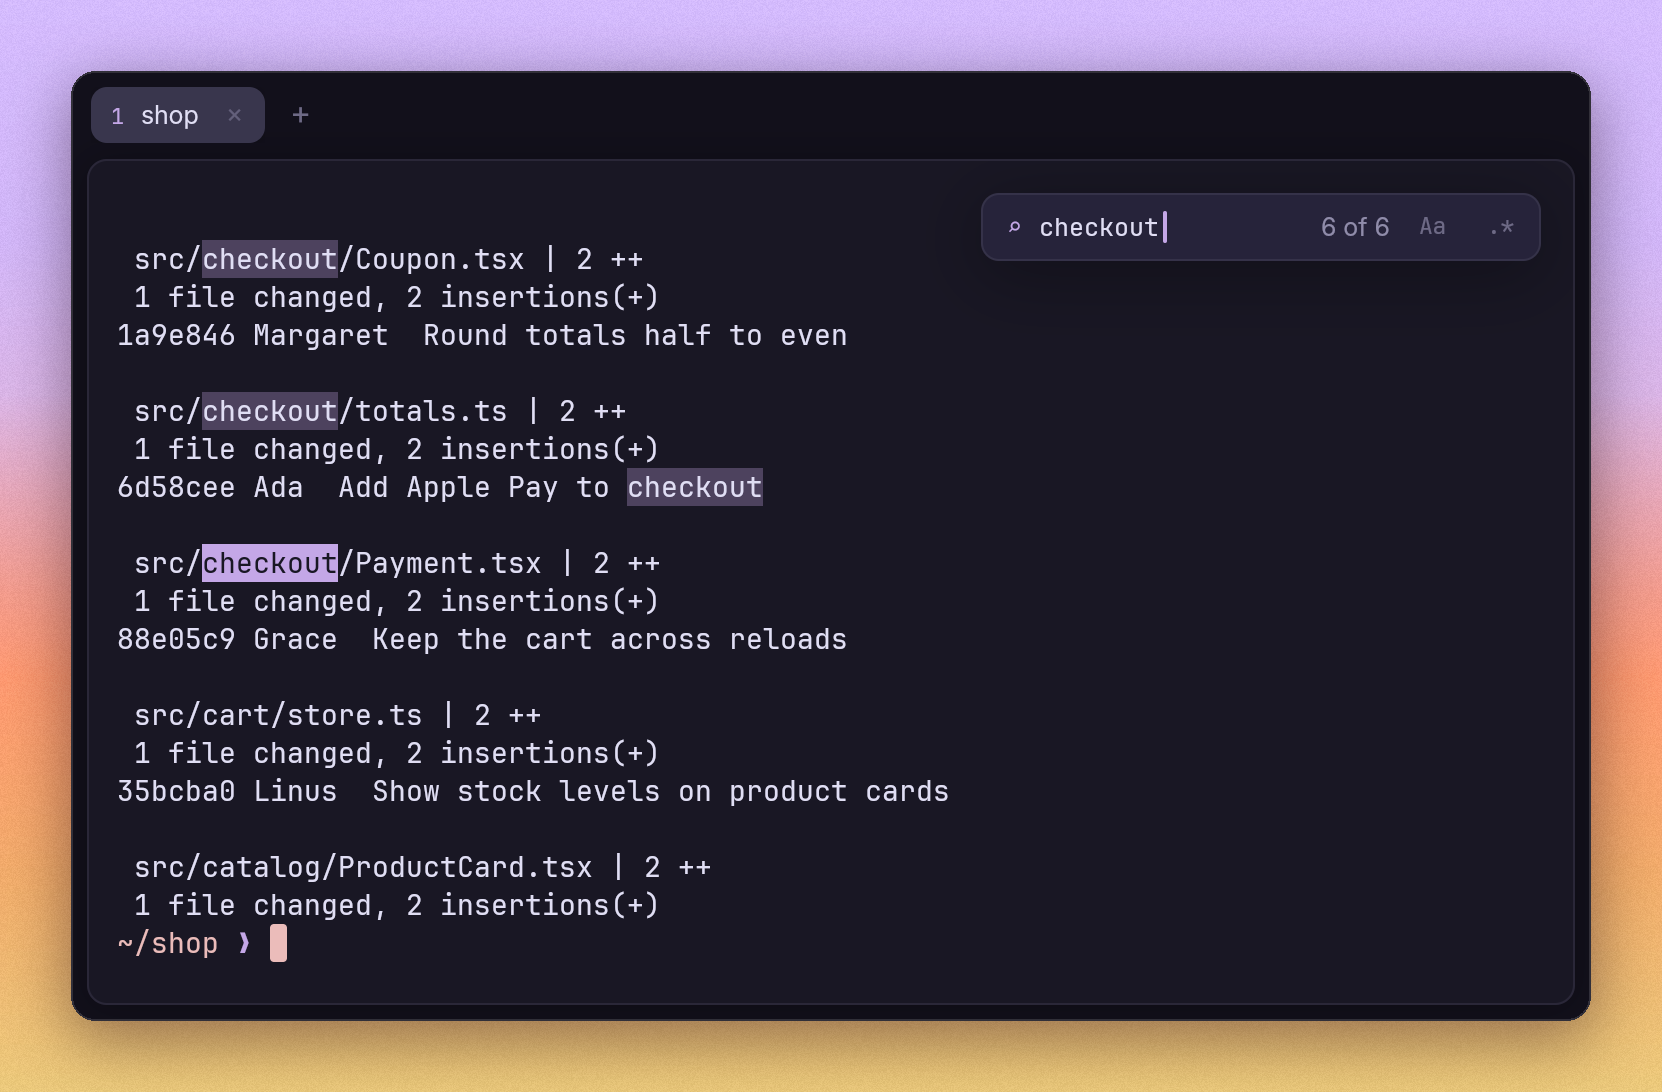 1 shop × +
checkout 6 of 6 Aa .*
src/checkout/Coupon.tsx | 2 ++
1 file changed, 2 insertions(+)
1a9e846 Margaret  Round totals half to even
src/checkout/totals.ts | 2 ++
1 file changed, 2 insertions(+)
6d58cee Ada  Add Apple Pay to checkout
src/checkout/Payment.tsx | 2 ++
1 file changed, 2 insertions(+)
88e05c9 Grace  Keep the cart across reloads
src/cart/store.ts | 2 ++
1 file changed, 2 insertions(+)
35bcba0 Linus  Show stock levels on product cards
src/catalog/ProductCard.tsx | 2 ++
1 file changed, 2 insertions(+)
~/shop ❯